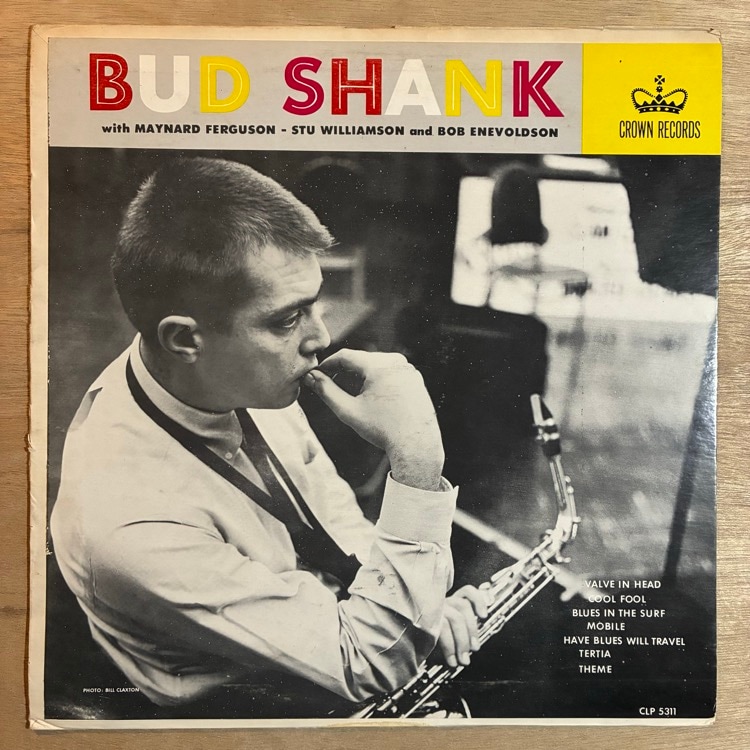 BUD SHANK
with MAYNARD FERGUSON - STU WILLIAMSON and BOB ENEVOLDSON
CROWN RECORDS
VALVE IN HEAD
COOL FOOL
BLUES IN THE SURF
MOBILE
HAVE BLUES WILL TRAVEL
TERTIA
THEME
PHOTO: BILL CLAXTON
CLP 5311